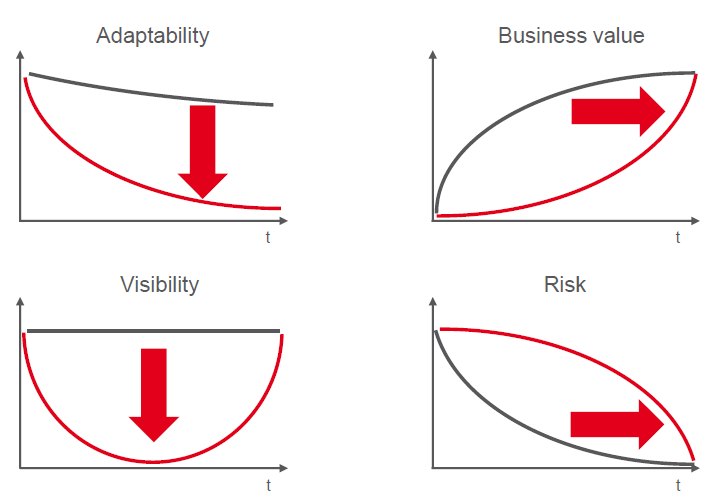 Adaptability
Business value
t
t
Visibility
Risk
t
t